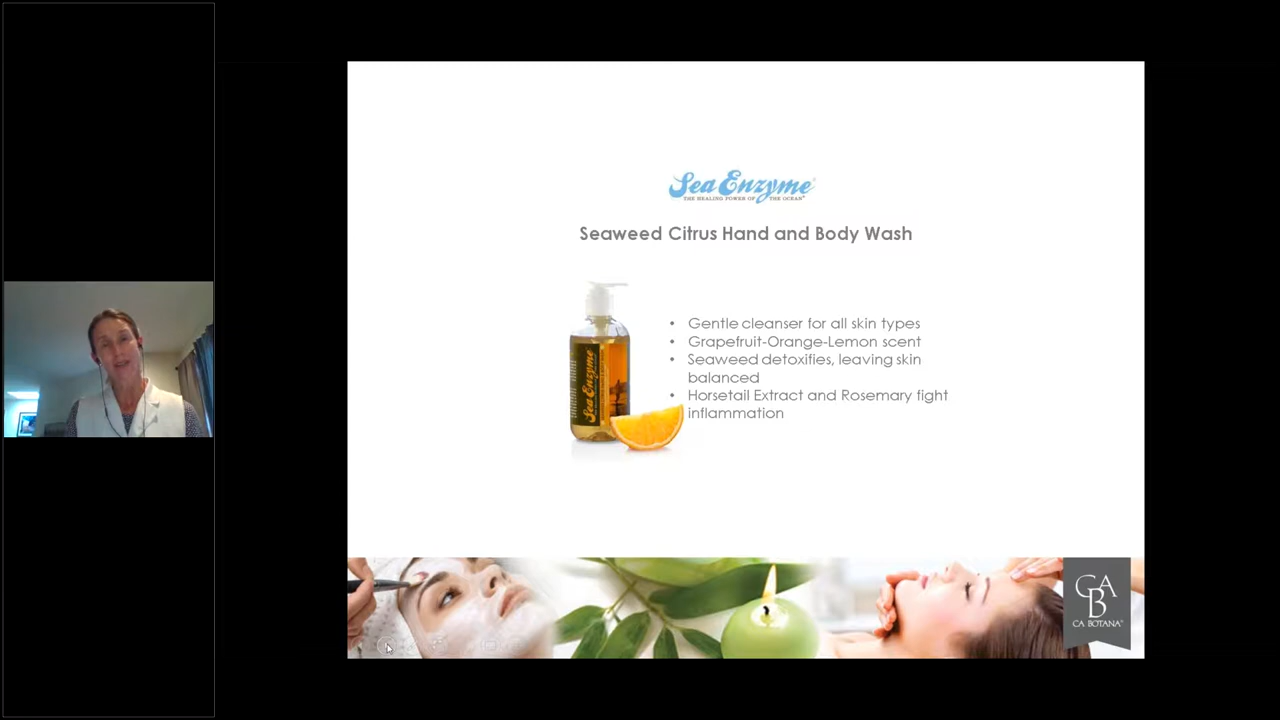 Sea Enzyme®
THE HEALING POWER OF THE OCEAN®
Seaweed Citrus Hand and Body Wash
• Gentle cleanser for all skin types
• Grapefruit-Orange-Lemon scent
• Seaweed detoxifies, leaving skin
balanced
• Horsetail Extract and Rosemary fight
inflammation
Sea Enzyme
CA
B
CA BOTANA®